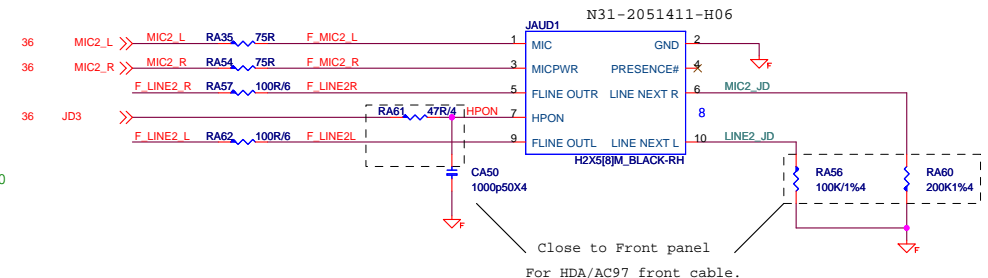 N31-2051411-H06
JAUD1
36 MIC2_L MIC2_L RA35 75R F_MIC2_L 1 MIC GND 2
F
36 MIC2_R MIC2_R RA54 75R F_MIC2_R 3 MICPWR PRESENCE# 4
F_LINE2_R RA57 100R/6 F_LINE2R 5 FLINE OUTR LINE NEXT R 6 MIC2_JD
36 JD3 RA61 47R/4 HPON 7 HPON 8
F_LINE2_L RA62 100R/6 F_LINE2L 9 FLINE OUTL LINE NEXT L 10 LINE2_JD
H2X5[8]M_BLACK-RH
CA50
1000p50X4
F
RA56
100K/1%4
RA60
200K1%4
F
0
Close to Front panel
For HDA/AC97 front cable.